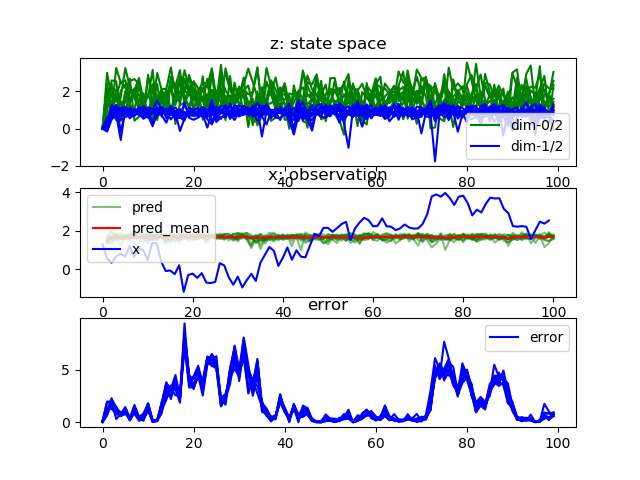 z: state space
2
0
−2
dim-0/2
dim-1/2
0 20 40 60 80 100
x: observation
4
2
0
pred
pred_mean
x
0 20 40 60 80 100
error
5
0
error
0 20 40 60 80 100